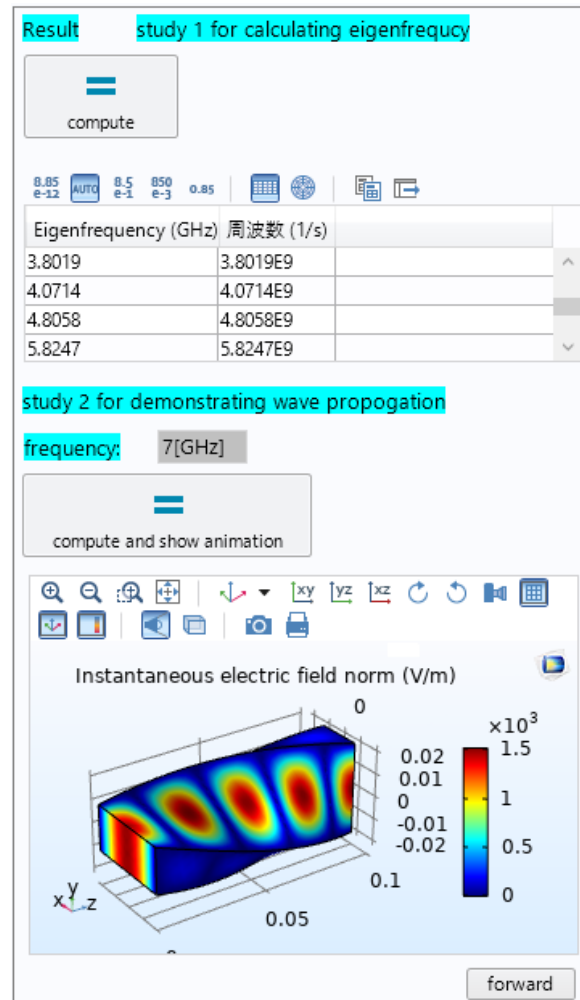 Result study 1 for calculating eigenfrequcy
compute
8.85 e-12 AUTO 8.5 e-1 850 e-3 0.85
Eigenfrequency (GHz) 周波数 (1/s)
3.8019 3.8019E9
4.0714 4.0714E9
4.8058 4.8058E9
5.8247 5.8247E9
study 2 for demonstrating wave propogation
frequency: 7[GHz]
compute and show animation
xy yz xz
Instantaneous electric field norm (V/m)
0
×10³
0.02 1.5
0.01
0 1
-0.01
-0.02 0.5
0.1 0
y
x z
0.05
forward